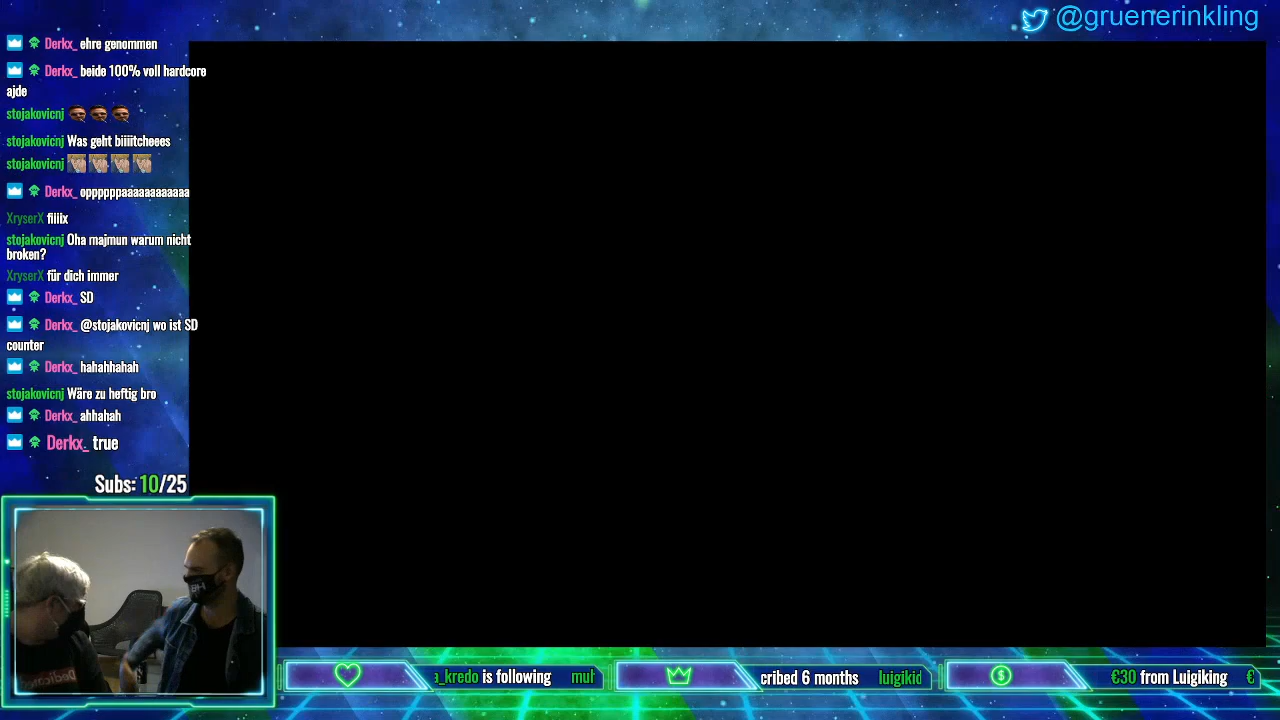 @gruenerinkling
Derkx_ ehre genommen
Derkx_ beide 100% voll hardcore
ajde
stojakovicnj
stojakovicnj Was geht biiiitcheees
stojakovicnj
Derkx_ oppppppaaaaaaaaaaaa
XryserX fiiiix
stojakovicnj Oha majmun warum nicht
broken?
XryserX für dich immer
Derkx_ SD
Derkx_ @stojakovicnj wo ist SD
counter
Derkx_ hahahhahah
stojakovicnj Wäre zu heftig bro
Derkx_ ahhahah
Derkx_ true
Subs: 10/25
_kredo is following
cribed 6 months luigikid
€30 from Luigiking €